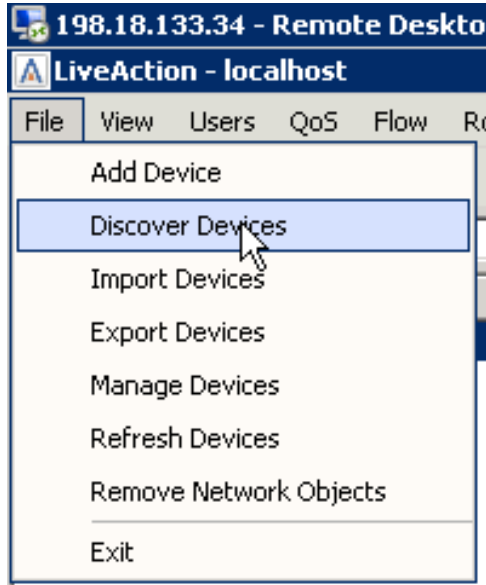 198.18.133.34 - Remote Deskto
LiveAction - localhost
File View Users QoS Flow Ro
Add Device
Discover Devices
Import Devices
Export Devices
Manage Devices
Refresh Devices
Remove Network Objects
Exit